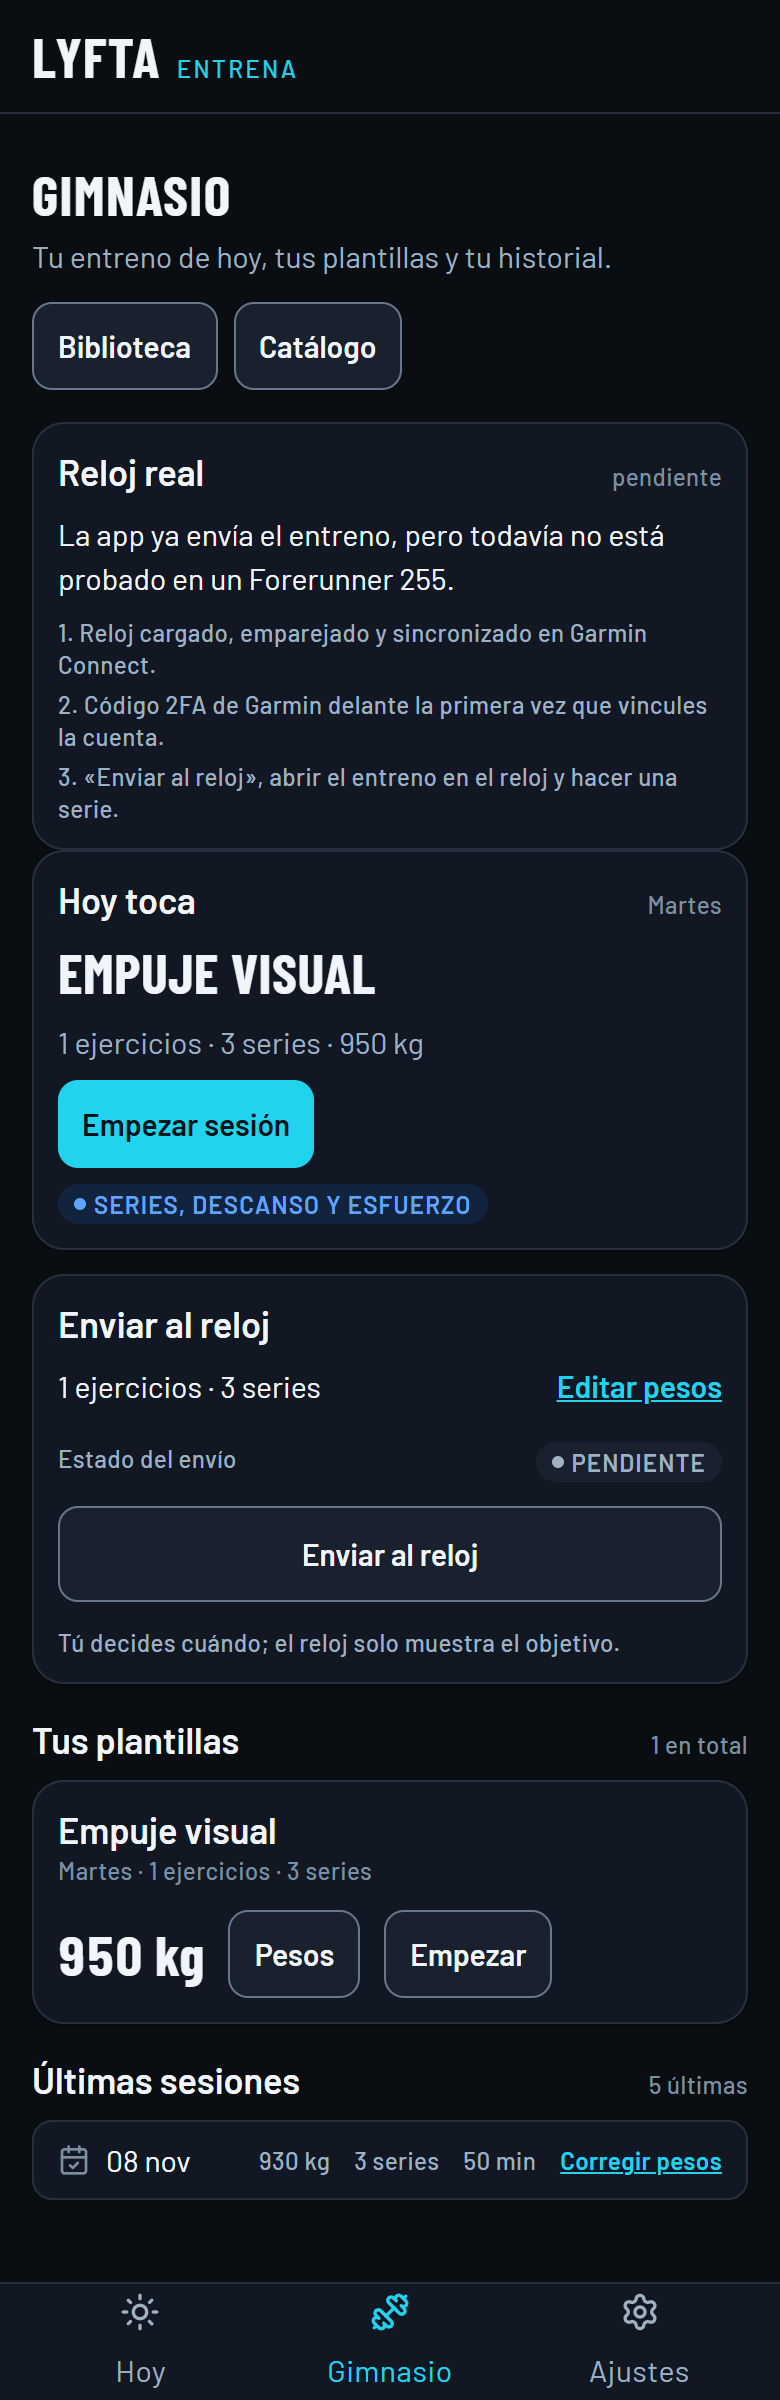 LYFTA ENTRENA
GIMNASIO
Tu entreno de hoy, tus plantillas y tu historial.
Biblioteca Catálogo
Reloj real pendiente
La app ya envía el entreno, pero todavía no está
probado en un Forerunner 255.
1. Reloj cargado, emparejado y sincronizado en Garmin
Connect.
2. Código 2FA de Garmin delante la primera vez que vincules
la cuenta.
3. «Enviar al reloj», abrir el entreno en el reloj y hacer una
serie.
Hoy toca Martes
EMPUJE VISUAL
1 ejercicios · 3 series · 950 kg
Empezar sesión
SERIES, DESCANSO Y ESFUERZO
Enviar al reloj
1 ejercicios · 3 series Editar pesos
Estado del envío PENDIENTE
Enviar al reloj
Tú decides cuándo; el reloj solo muestra el objetivo.
Tus plantillas 1 en total
Empuje visual
Martes · 1 ejercicios · 3 series
950 kg Pesos Empezar
Últimas sesiones 5 últimas
08 nov 930 kg 3 series 50 min Corregir pesos
Hoy Gimnasio Ajustes